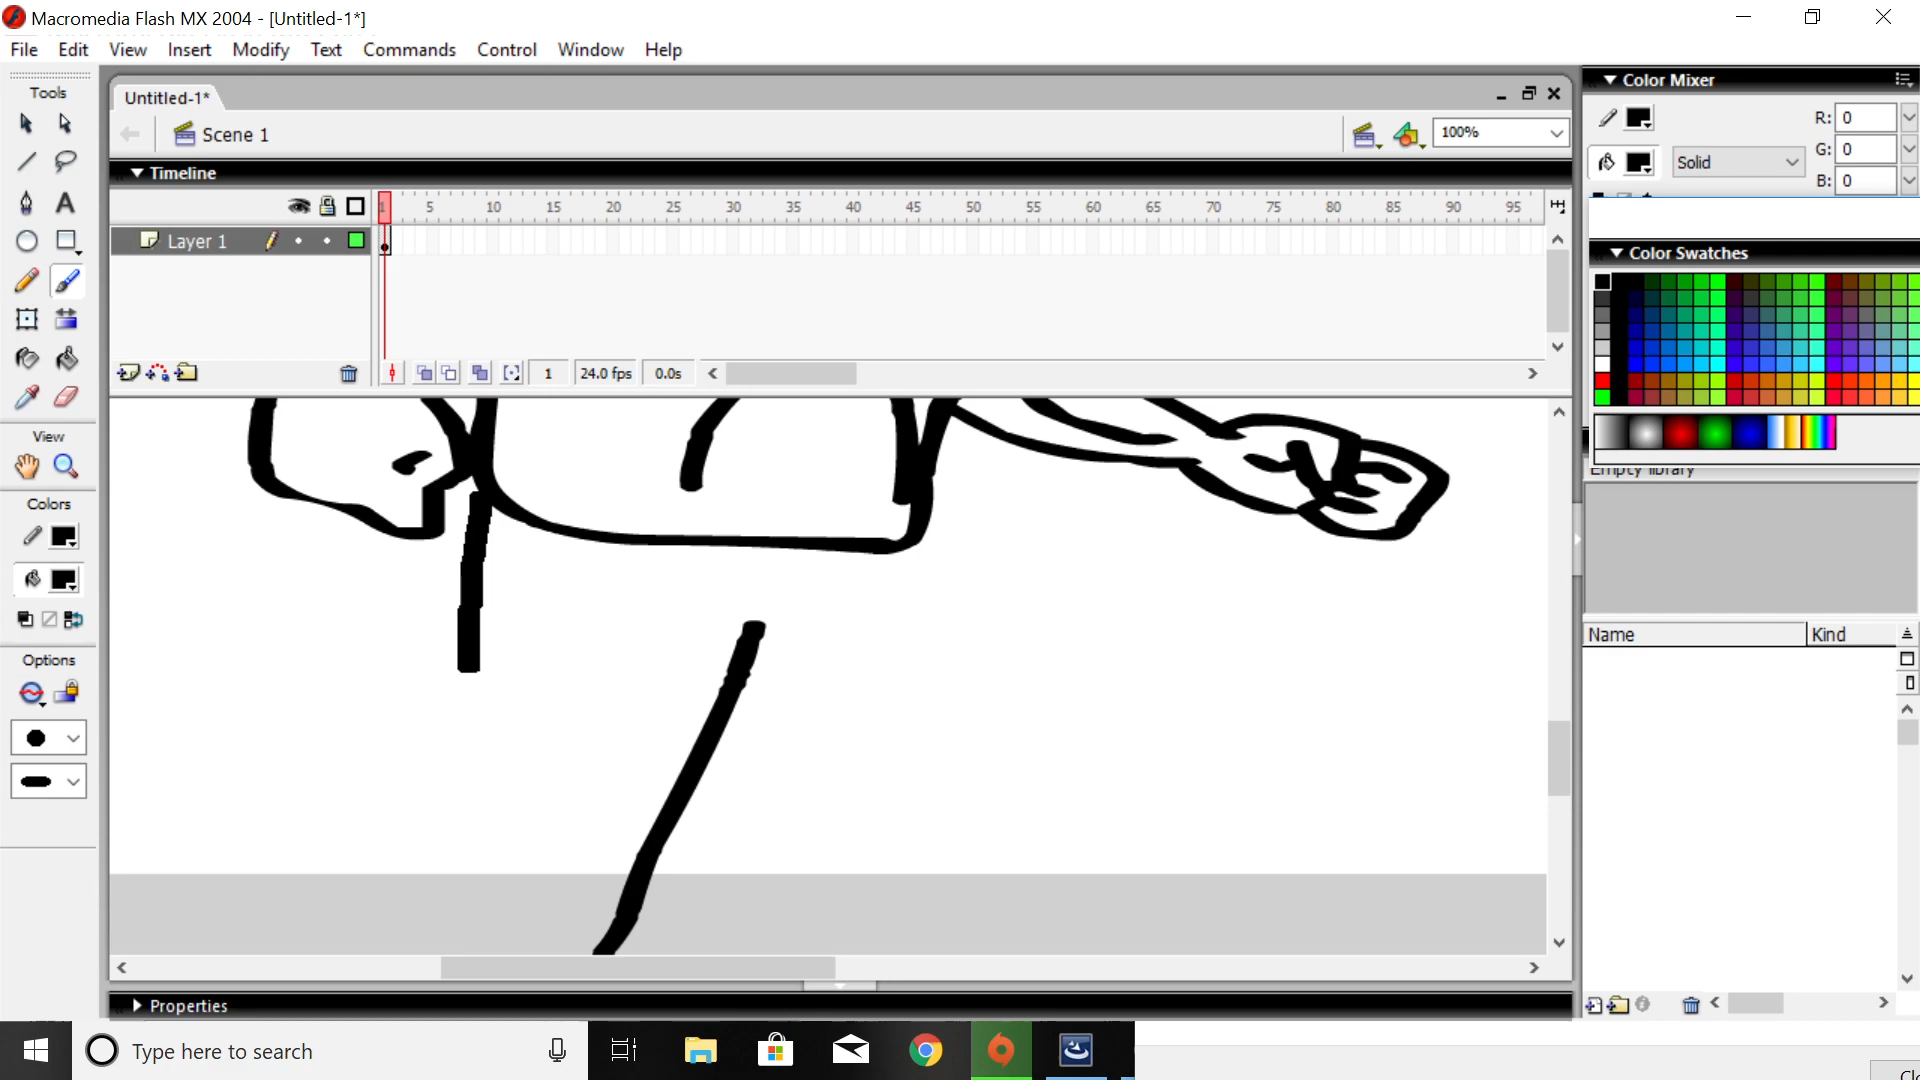 Macromedia Flash MX 2004 - [Untitled-1*]
File Edit View Insert Modify Text Commands Control Window Help
Tools
Untitled-1*
Scene 1
100%
Timeline
1 5 10 15 20 25 30 35 40 45 50 55 60 65 70 75 80 85 90 95
Layer 1
1 24.0 fps 0.0s
View
Colors
Options
Properties
Color Mixer
R: 0
Solid
G: 0
B: 0
Color Swatches
Empty library
Name Kind
Type here to search